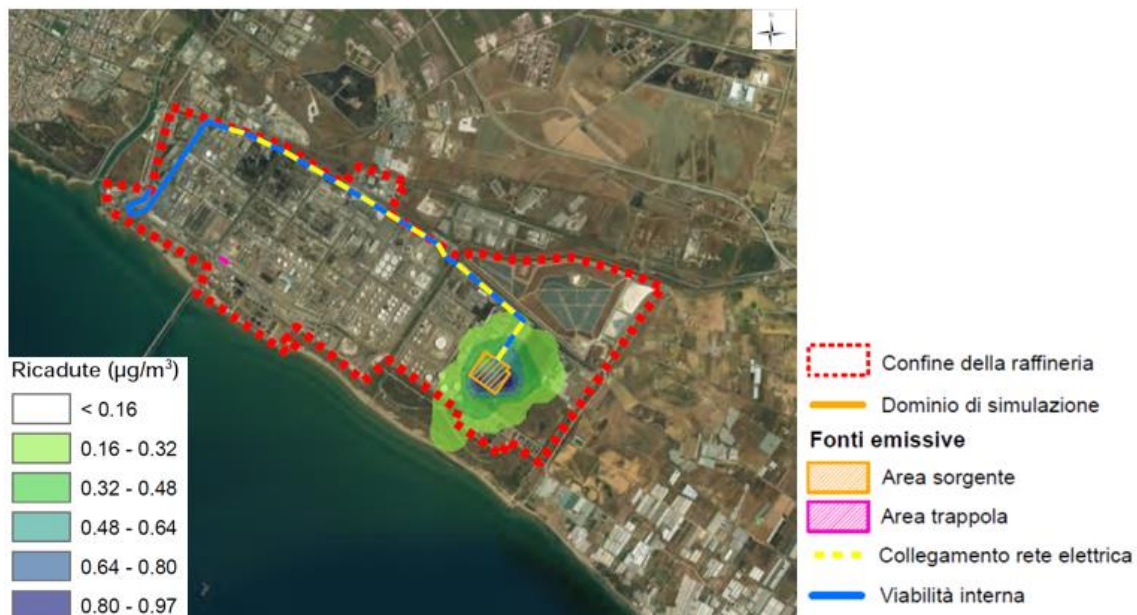 Ricadute (µg/m³)
< 0.16
0.16 - 0.32
0.32 - 0.48
0.48 - 0.64
0.64 - 0.80
0.80 - 0.97
Confine della raffineria
Dominio di simulazione
Fonti emissive
Area sorgente
Area trappola
Collegamento rete elettrica
Viabilità interna